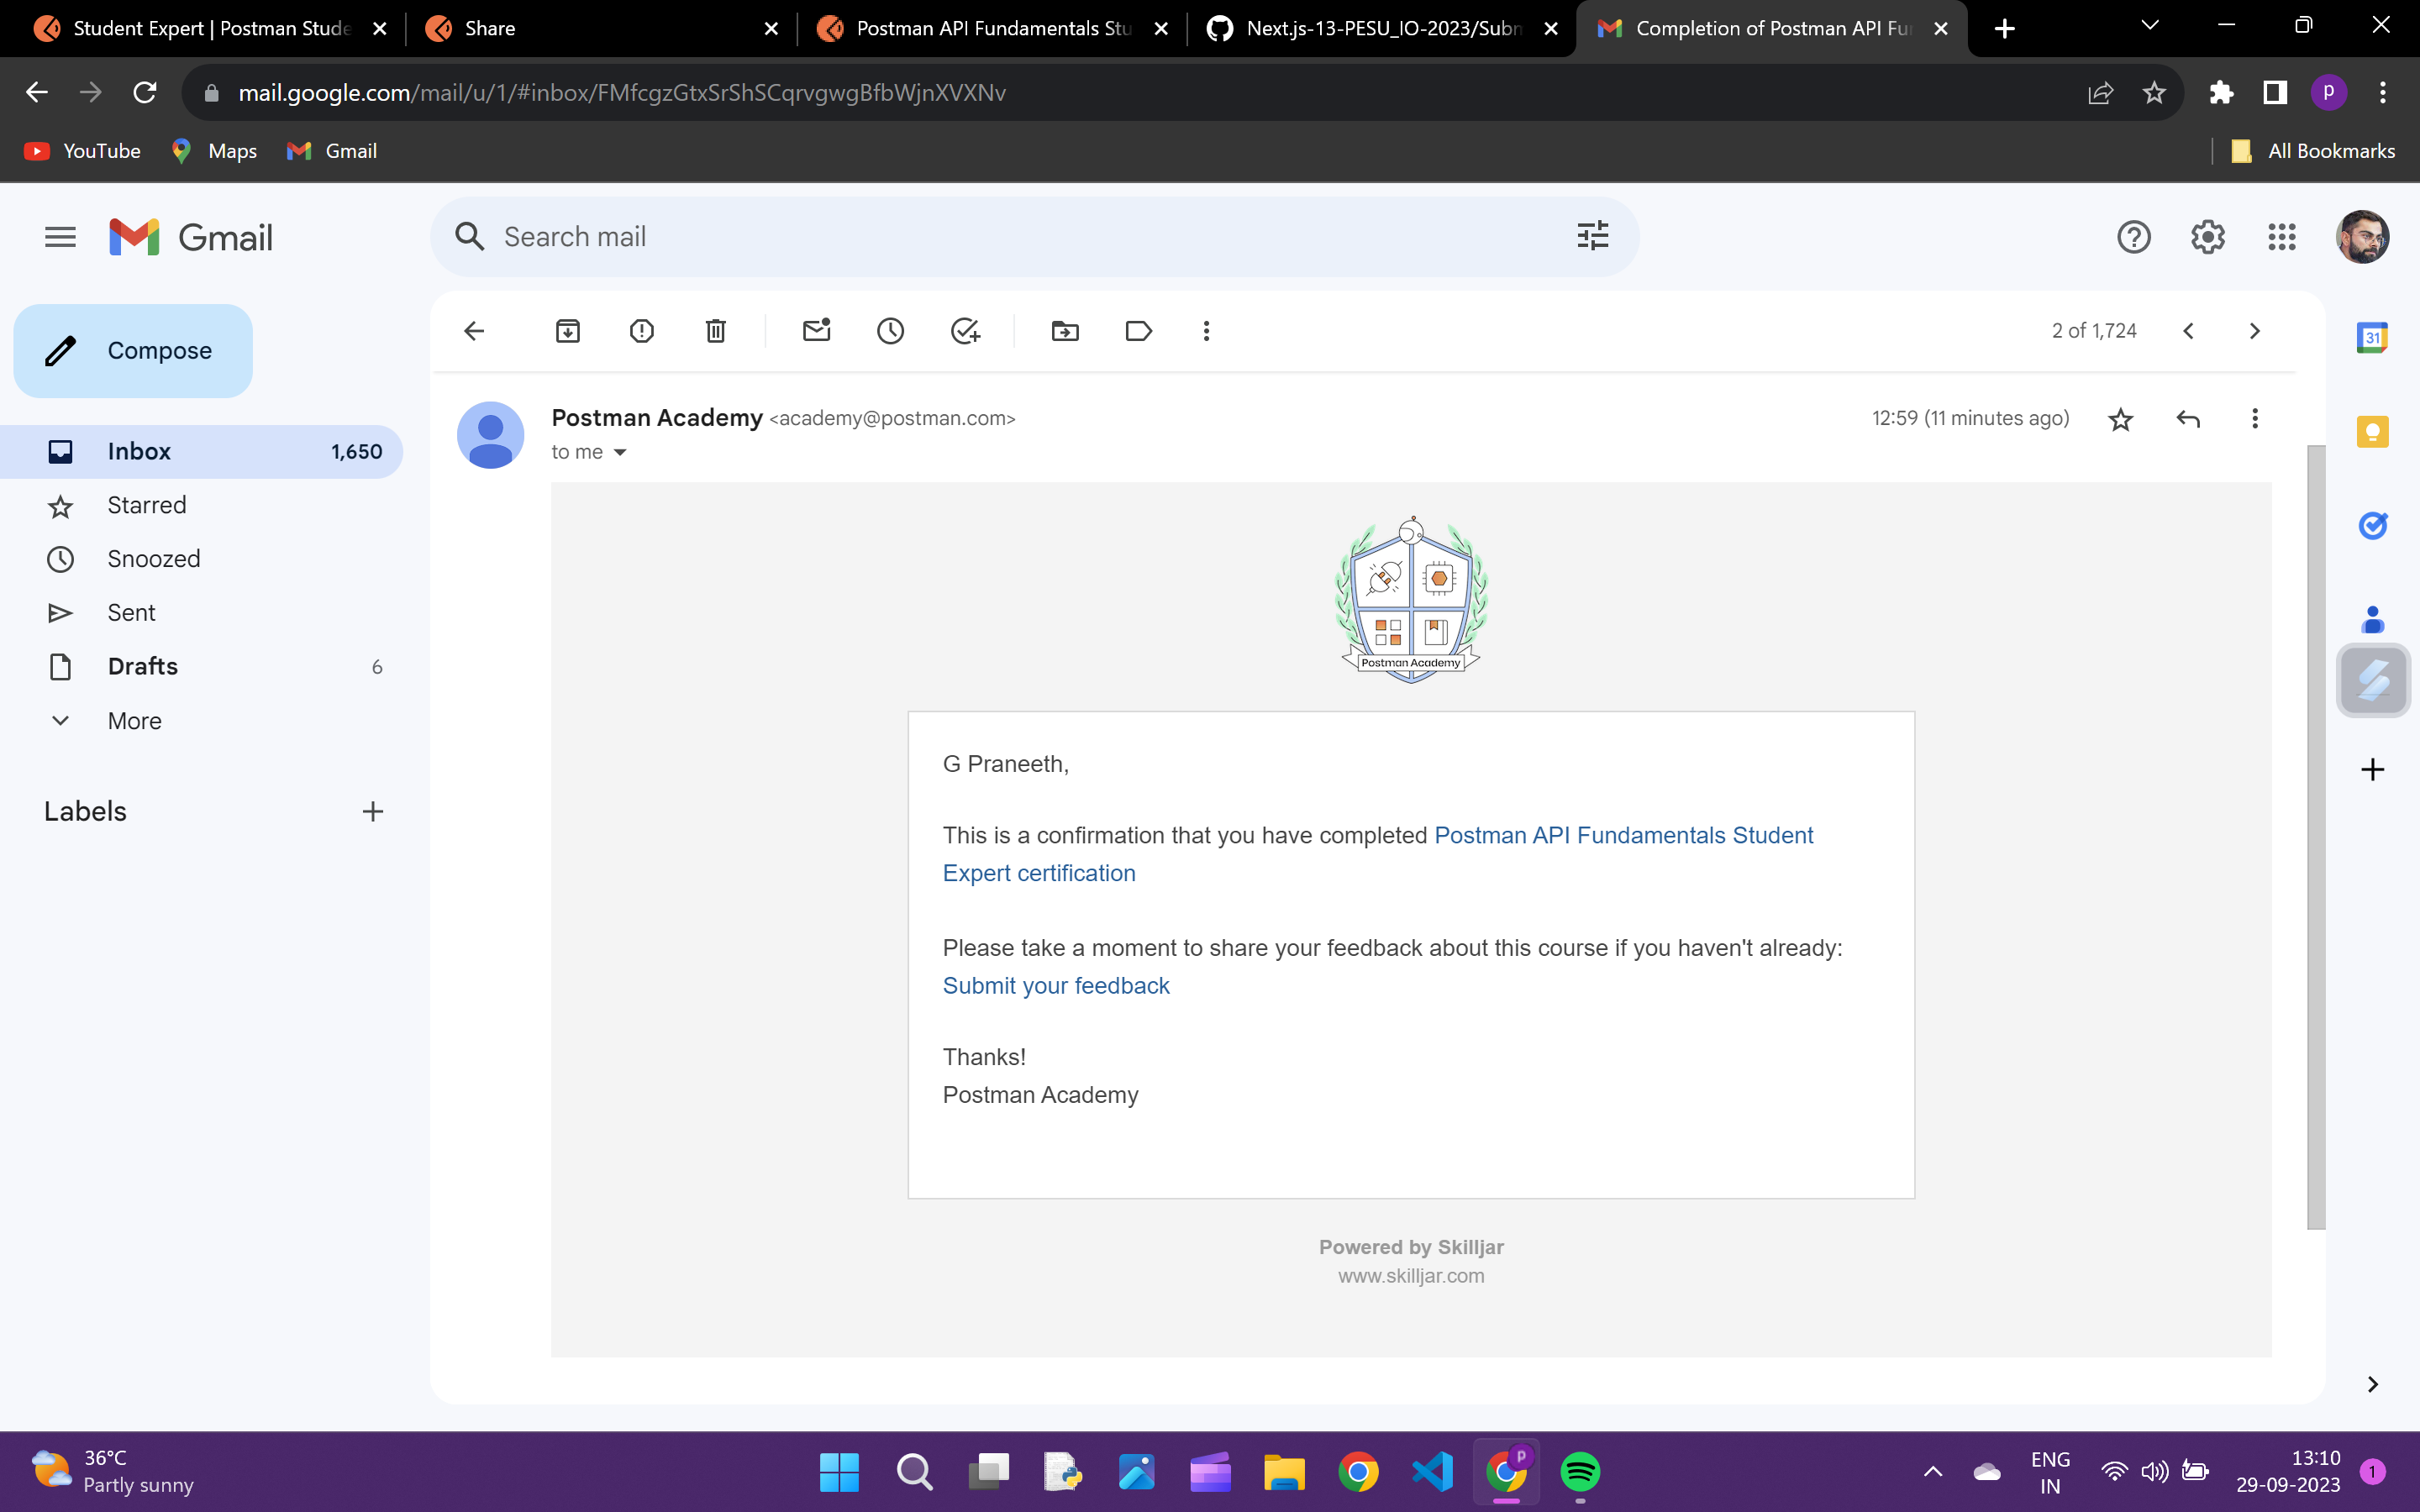 Student Expert | Postman Stude
Share
Postman API Fundamentals Stu
Next.js-13-PESU_IO-2023/Subm
Completion of Postman API Fu
mail.google.com/mail/u/1/#inbox/FMfcgzGtxSrShSCqrvgwgBfbWjnXVXNv
p
YouTube
Maps
Gmail
All Bookmarks
Gmail
Search mail
Compose
2 of 1,724
31
Postman Academy <academy@postman.com>
12:59 (11 minutes ago)
to me
Inbox
1,650
Starred
Snoozed
Sent
Drafts
6
More
Labels
Postman Academy
G Praneeth,
This is a confirmation that you have completed Postman API Fundamentals Student
Expert certification
Please take a moment to share your feedback about this course if you haven't already:
Submit your feedback
Thanks!
Postman Academy
Powered by Skilljar
www.skilljar.com
36°C
Partly sunny
p
ENG
IN
13:10
29-09-2023
1